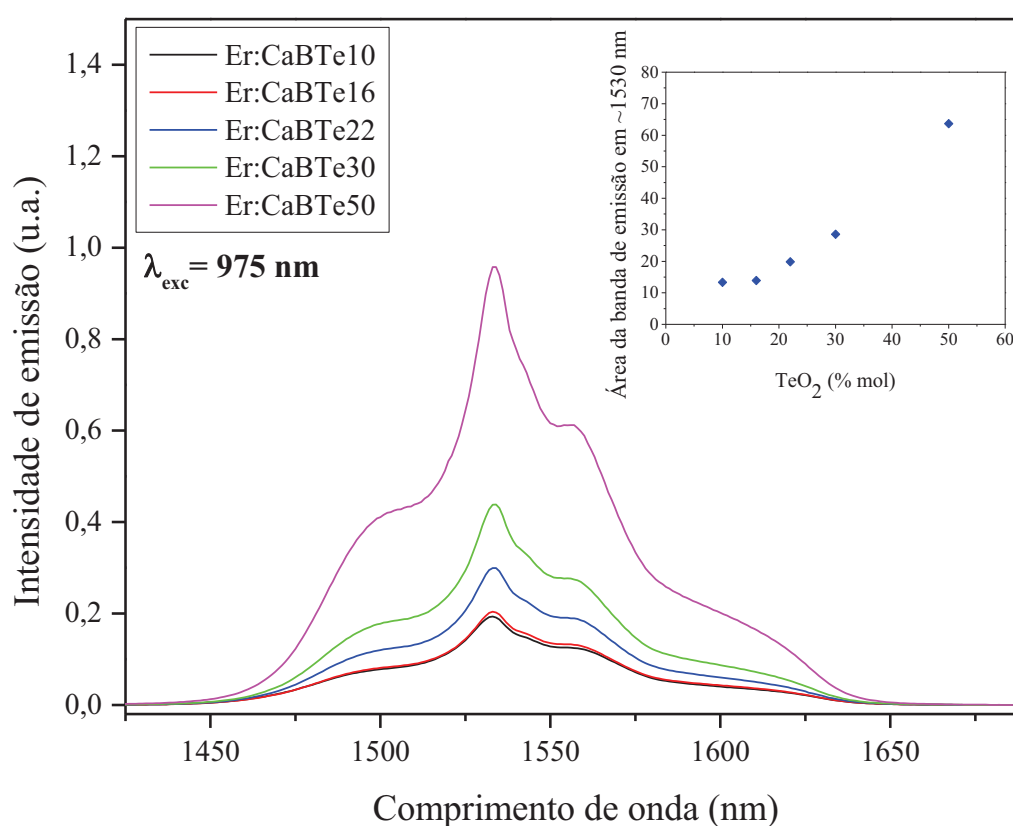 Er:CaBTe10
Er:CaBTe16
Er:CaBTe22
Er:CaBTe30
Er:CaBTe50
λexc= 975 nm
Intensidade de emissão (u.a.)
1,4
1,2
1,0
0,8
0,6
0,4
0,2
0,0
1450 1500 1550 1600 1650
Comprimento de onda (nm)
Área da banda de emissão em ~1530 nm
80
70
60
50
40
30
20
10
0
0 10 20 30 40 50 60
TeO2 (% mol)